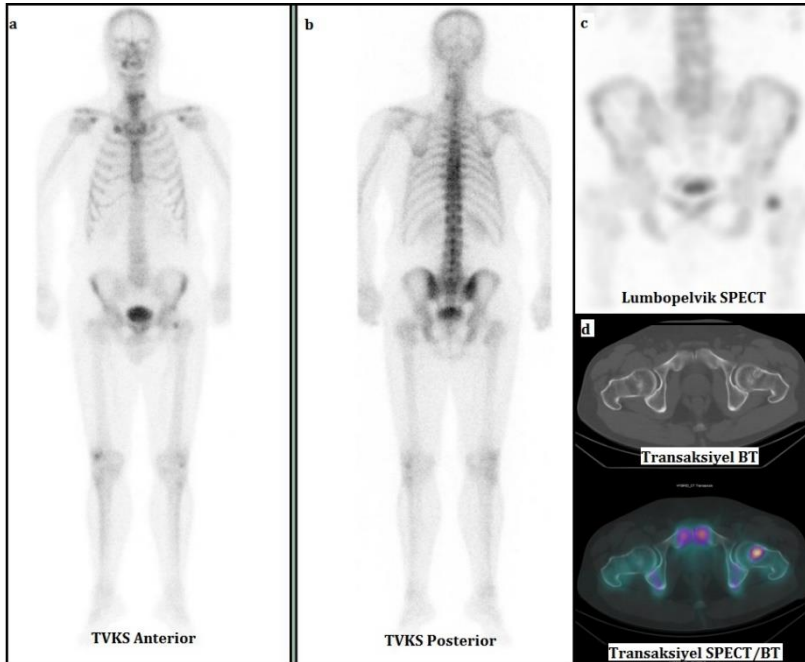 a
b
c
Lumbopelvik SPECT
d
Transaksiyel BT
TVKS Anterior
TVKS Posterior
Transaksiyel SPECT/BT